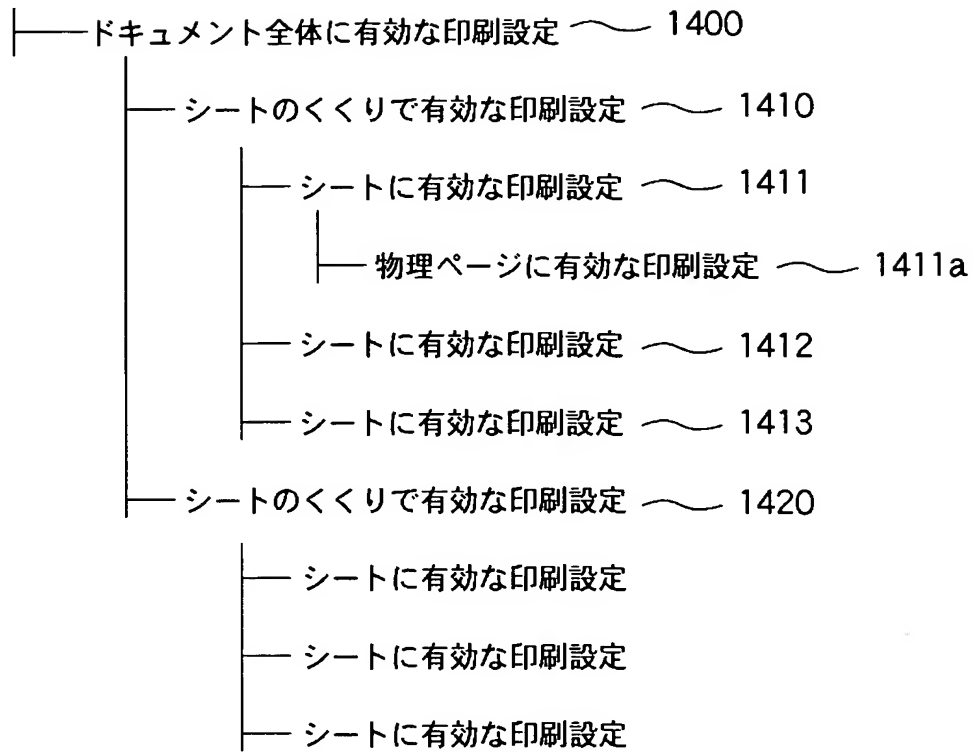 ドキュメント全体に有効な印刷設定 1400
シートのくくりで有効な印刷設定 1410
シートに有効な印刷設定 1411
物理ページに有効な印刷設定 1411a
シートに有効な印刷設定 1412
シートに有効な印刷設定 1413
シートのくくりで有効な印刷設定 1420
シートに有効な印刷設定
シートに有効な印刷設定
シートに有効な印刷設定